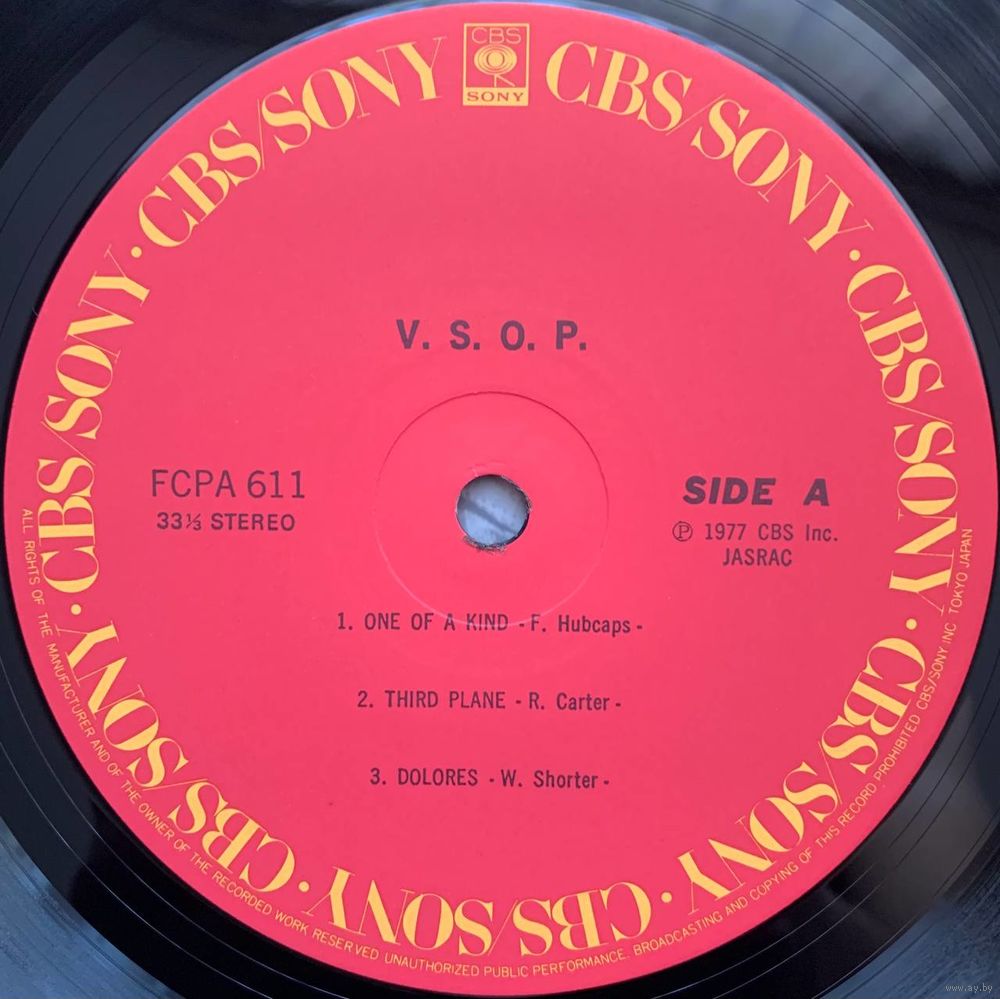 CBS
SONY
CBS/SONY · CBS/SONY · CBS/SONY · CBS/SONY · CBS/SONY · CBS/SONY · CBS/SONY · CBS/SONY
V. S. O. P.
FCPA 611
33⅓ STEREO
SIDE A
Ⓟ 1977 CBS Inc.
JASRAC
1. ONE OF A KIND - F. Hubcaps -
2. THIRD PLANE - R. Carter -
3. DOLORES - W. Shorter -
ALL RIGHTS OF THE MANUFACTURER AND OF THE OWNER OF THE RECORDED WORK RESERVED UNAUTHORIZED PUBLIC PERFORMANCE. BROADCASTING AND COPYING OF THIS RECORD PROHIBITED CBS/SONY INC TOKYO JAPAN
www.ay.by